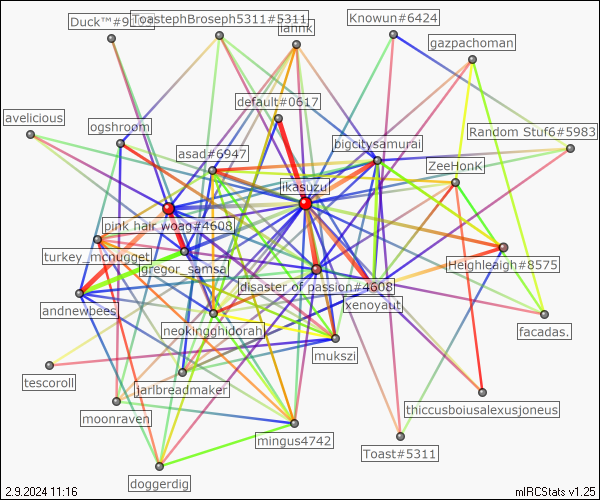 Duck™#9
ToastephBroseph5311#5311
Knowun#6424
iannk
gazpachoman
default#0617
avelicious
ogshroom
bigcitysamurai
Random Stuf6#5983
asad#6947
ZeeHonK
ikasuzu
pink hair woag#4608
turkey_mcnugget
gregor_samsa
Heighleaigh#8575
disaster_of_passion#4608
andnewbees
xenoyaut
neokingghidorah
facadas.
mukszi
tescoroll
jarlbreadmaker
moonraven
thiccusboiusalexusjoneus
mingus4742
Toast#5311
doggerdig
2.9.2024 11:16
mIRCStats v1.25